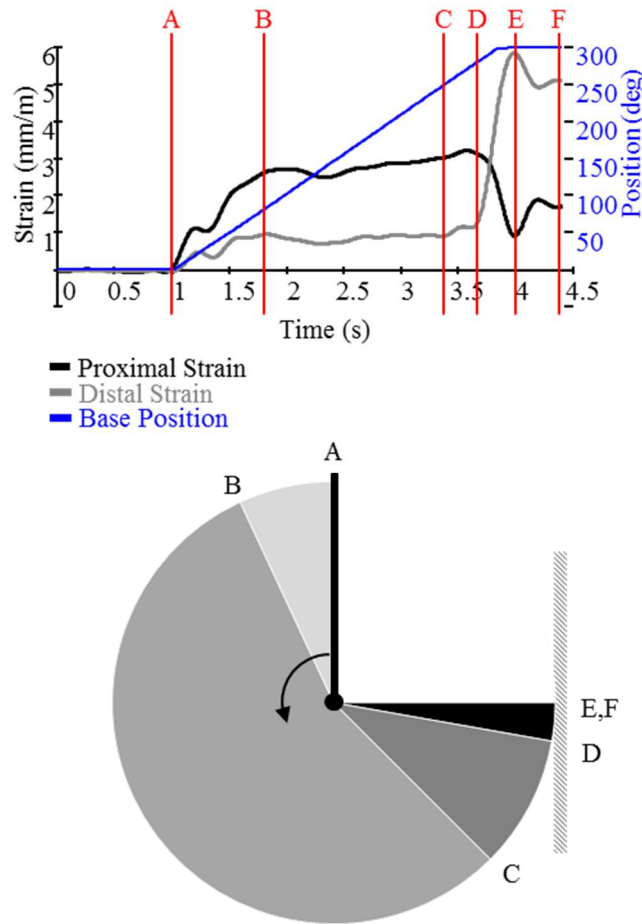 A B C D E F
6 300
5 250
4 200
3 150
2 100
1 50
Strain (mm/m)
Position (deg)
0 0.5 1 1.5 2 2.5 3 3.5 4 4.5
Time (s)
Proximal Strain
Distal Strain
Base Position
A
B
E,F
D
C